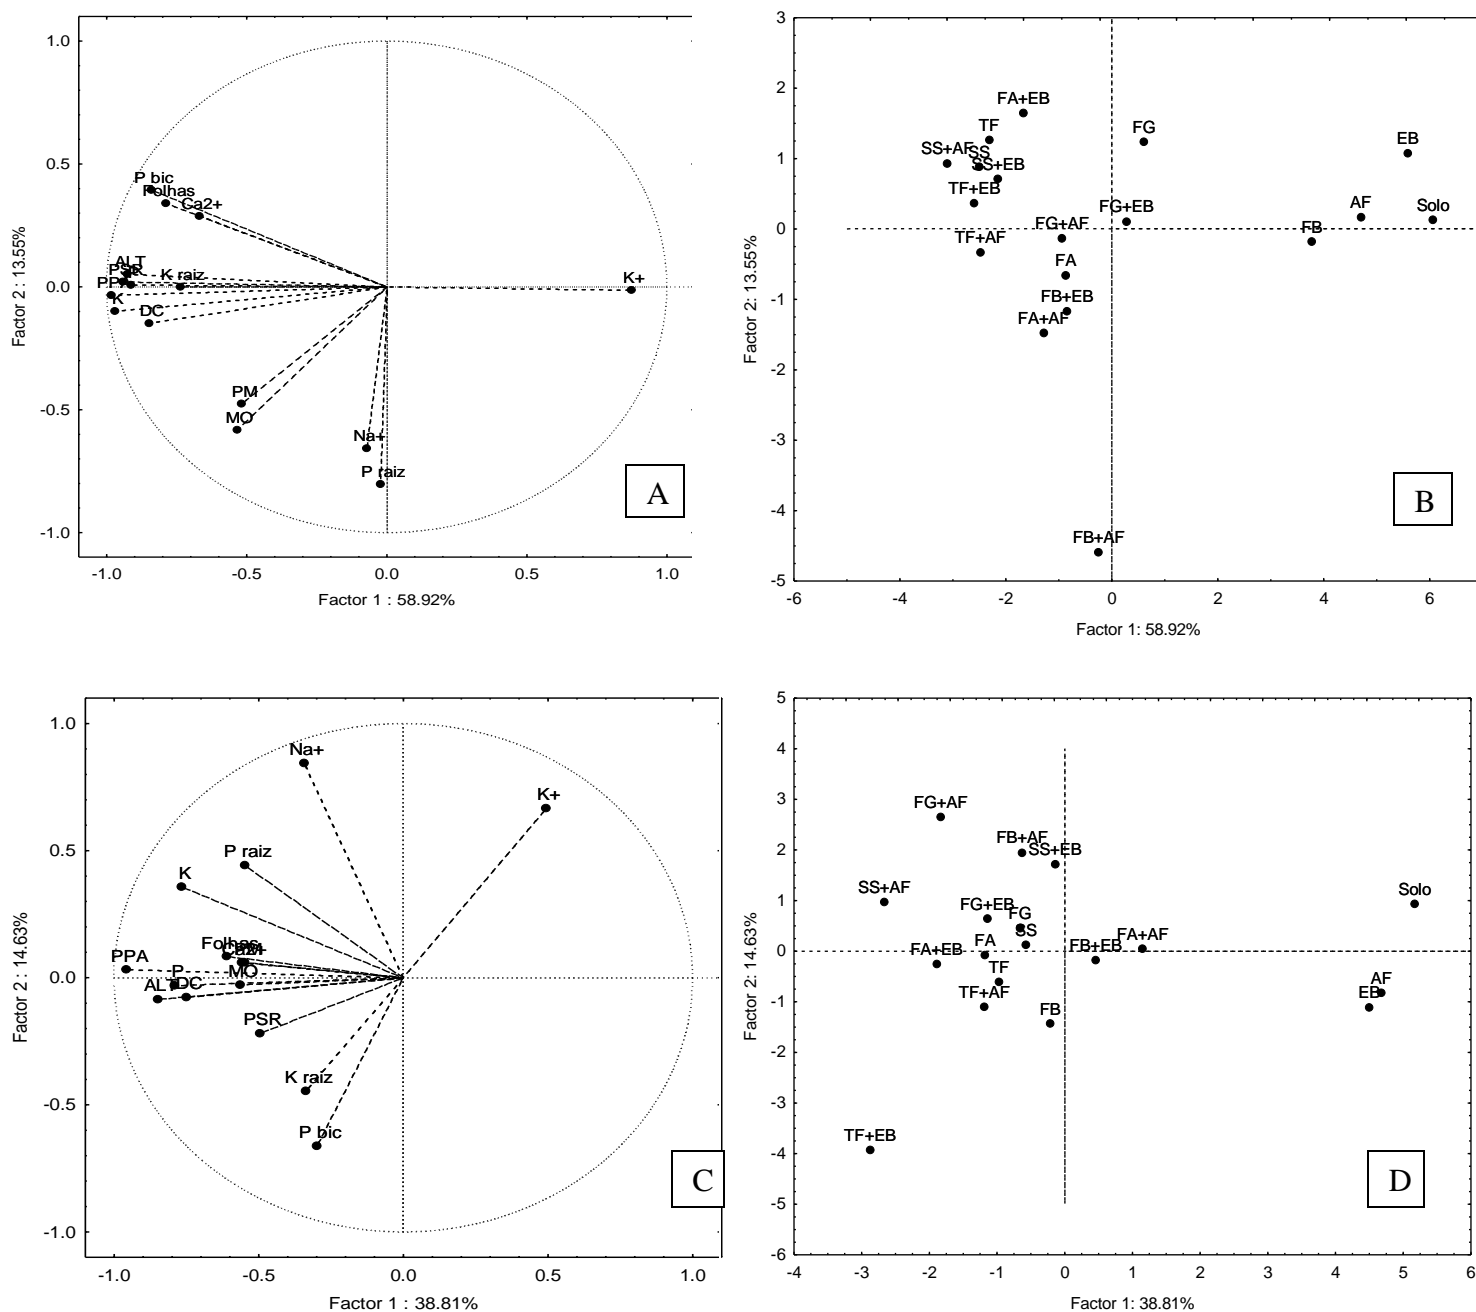 1.0
0.5
0.0
-0.5
-1.0
Factor 2 : 13.55%
P bic
Folhas
Ca2+
ALT
PSR
K raiz
K
DC
PM
MO
Na+
P raiz
K+
A
-1.0 -0.5 0.0 0.5 1.0
Factor 1 : 58.92%
3
2
1
0
-1
-2
-3
-4
-5
Factor 2: 13.55%
FA+EB
TF
FG
SS+AF
SS
SS+EB
EB
TF+EB
FG+EB
AF
Solo
FG+AF
FB
TF+AF
FA
FB+EB
FA+AF
FB+AF
B
-6 -4 -2 0 2 4 6
Factor 1: 58.92%
1.0
0.5
0.0
-0.5
-1.0
Factor 2 : 14.63%
Na+
K+
P raiz
K
Folhas
Ca2+
PPA
P
MO
DC
PSR
K raiz
P bic
C
-1.0 -0.5 0.0 0.5 1.0
Factor 1 : 38.81%
5
4
3
2
1
0
-1
-2
-3
-4
-5
-6
Factor 2: 14.63%
FG+AF
FB+AF
SS+EB
SS+AF
Solo
FG+EB
FG
SS
FA+AF
FA+EB
FA
FB+EB
TF
AF
TF+AF
EB
FB
TF+EB
D
-4 -3 -2 -1 0 1 2 3 4 5 6
Factor 1: 38.81%